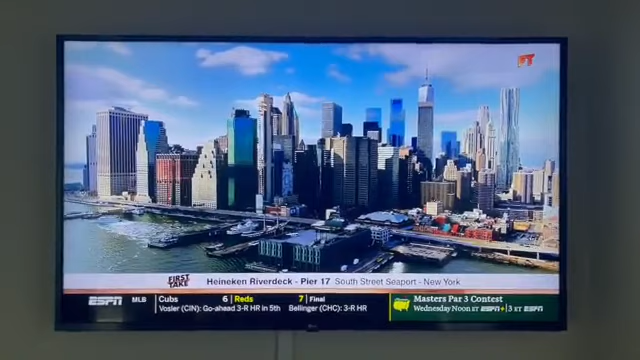 FT
FIRST TAKE
Heineken Riverdeck - Pier 17 South Street Seaport - New York
ESPN MLB Cubs 6 Reds 7 Final
Vosler (CIN): Go-ahead 3-R HR in 5th Bellinger (CHC): 3-R HR
Masters Par 3 Contest
Wednesday Noon ET ESPN+ | 3 ET ESPN
LG